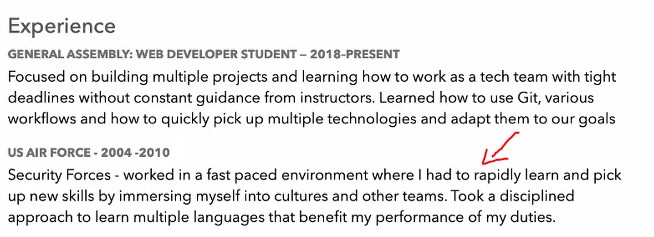 Experience
GENERAL ASSEMBLY: WEB DEVELOPER STUDENT – 2018–PRESENT
Focused on building multiple projects and learning how to work as a tech team with tight
deadlines without constant guidance from instructors. Learned how to use Git, various
workflows and how to quickly pick up multiple technologies and adapt them to our goals
US AIR FORCE - 2004 -2010
Security Forces - worked in a fast paced environment where I had to rapidly learn and pick
up new skills by immersing myself into cultures and other teams. Took a disciplined
approach to learn multiple languages that benefit my performance of my duties.